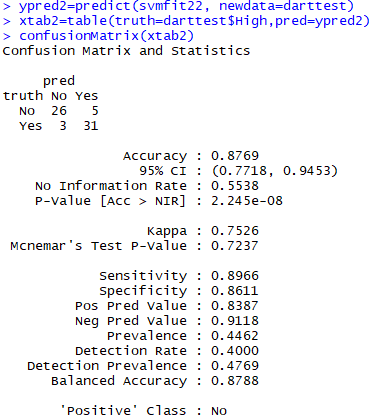 > ypred2=predict(svmfit22, newdata=darttest)
> xtab2=table(truth=darttest$High,pred=ypred2)
> confusionMatrix(xtab2)
Confusion Matrix and Statistics
pred
truth No Yes
No 26 5
Yes 3 31
Accuracy : 0.8769
95% CI : (0.7718, 0.9453)
No Information Rate : 0.5538
P-Value [Acc > NIR] : 2.245e-08
Kappa : 0.7526
Mcnemar's Test P-Value : 0.7237
Sensitivity : 0.8966
Specificity : 0.8611
Pos Pred Value : 0.8387
Neg Pred Value : 0.9118
Prevalence : 0.4462
Detection Rate : 0.4000
Detection Prevalence : 0.4769
Balanced Accuracy : 0.8788
'Positive' Class : No